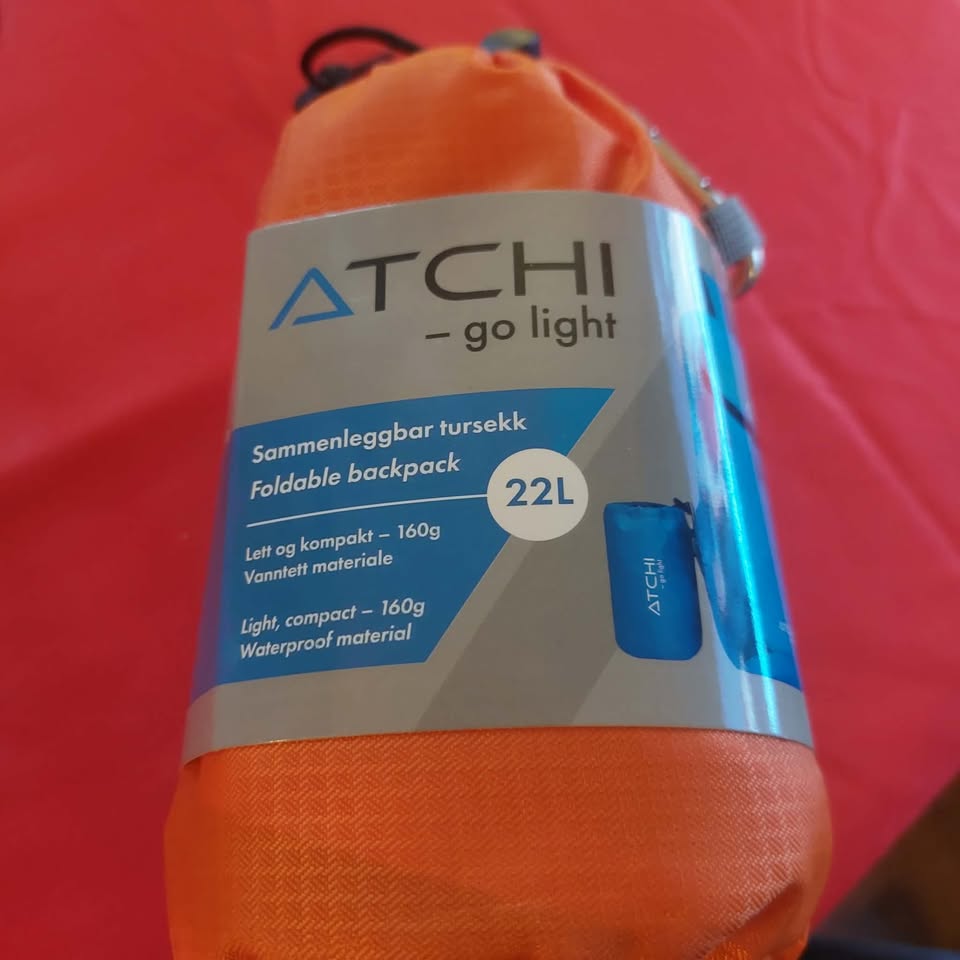 ATCHI
– go light
Sammenleggbar tursekk
Foldable backpack
22L
Lett og kompakt – 160g
Vanntett materiale
Light, compact – 160g
Waterproof material
ATCHI
– go light